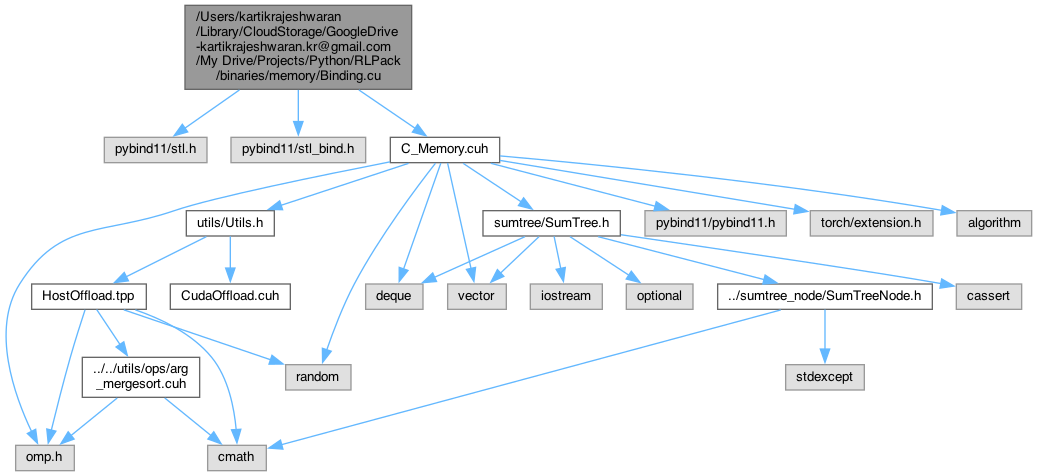 /Users/kartikrajeshwaran
/Library/CloudStorage/GoogleDrive
-kartikrajeshwaran.kr@gmail.com
/My Drive/Projects/Python/RLPack
/binaries/memory/Binding.cu
pybind11/stl.h
pybind11/stl_bind.h
C_Memory.cuh
utils/Utils.h
sumtree/SumTree.h
pybind11/pybind11.h
torch/extension.h
algorithm
HostOffload.tpp
CudaOffload.cuh
deque
vector
iostream
optional
../sumtree_node/SumTreeNode.h
cassert
../../utils/ops/arg
_mergesort.cuh
random
stdexcept
omp.h
cmath